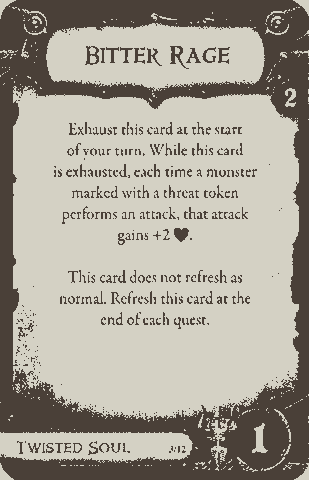 BITTER RAGE
2
Exhaust this card at the start
of your turn. While this card
is exhausted, each time a monster
marked with a threat token
performs an attack, that attack
gains +2 ♥.
This card does not refresh as
normal. Refresh this card at the
end of each quest.
TWISTED SOUL
3/12
1